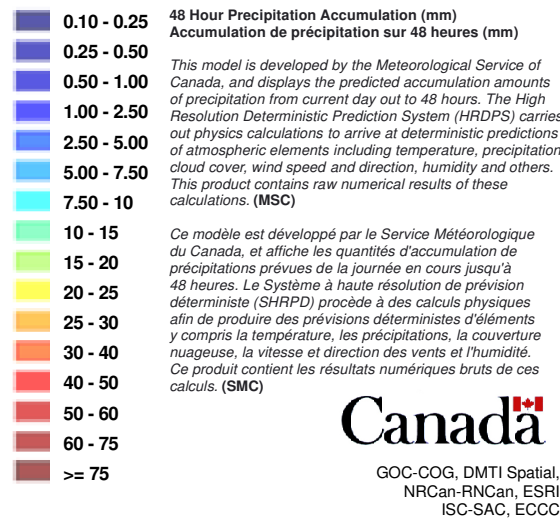 0.10 - 0.25
0.25 - 0.50
0.50 - 1.00
1.00 - 2.50
2.50 - 5.00
5.00 - 7.50
7.50 - 10
10 - 15
15 - 20
20 - 25
25 - 30
30 - 40
40 - 50
50 - 60
60 - 75
>= 75
48 Hour Precipitation Accumulation (mm)
Accumulation de précipitation sur 48 heures (mm)
This model is developed by the Meteorological Service of
Canada, and displays the predicted accumulation amounts
of precipitation from current day out to 48 hours. The High
Resolution Deterministic Prediction System (HRDPS) carries
out physics calculations to arrive at deterministic predictions
of atmospheric elements including temperature, precipitation
cloud cover, wind speed and direction, humidity and others.
This product contains raw numerical results of these
calculations. (MSC)
Ce modèle est développé par le Service Météorologique
du Canada, et affiche les quantités d'accumulation de
précipitations prévues de la journée en cours jusqu'à
48 heures. Le Système à haute résolution de prévision
déterministe (SHRPD) procède à des calculs physiques
afin de produire des prévisions déterministes d'éléments
y compris la température, les précipitations, la couverture
nuageuse, la vitesse et direction des vents et l'humidité.
Ce produit contient les résultats numériques bruts de ces
calculs. (SMC)
Canada
GOC-COG, DMTI Spatial,
NRCan-RNCan, ESRI
ISC-SAC, ECCC